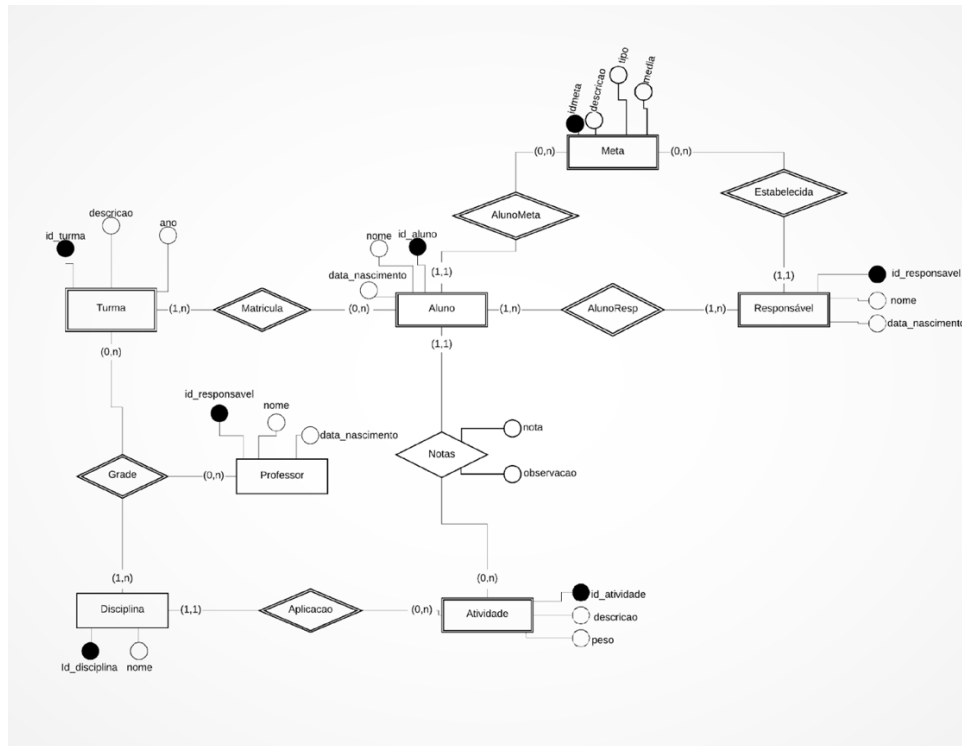 idmeta
descricao
tipo
media
(0,n)
Meta
(0,n)
Estabelecida
AlunoMeta
descricao
ano
id_turma
nome
id_aluno
data_nascimento
(1,1)
(1,1)
id_responsavel
nome
data_nascimento
Turma
(1,n)
Matricula
(0,n)
Aluno
(1,n)
AlunoResp
(1,n)
Responsável
(0,n)
(1,1)
id_responsavel
nome
data_nascimento
nota
Notas
observacao
Grade
(0,n)
Professor
(1,n)
(0,n)
Disciplina
(1,1)
Aplicacao
(0,n)
Atividade
id_atividade
descricao
peso
Id_disciplina
nome